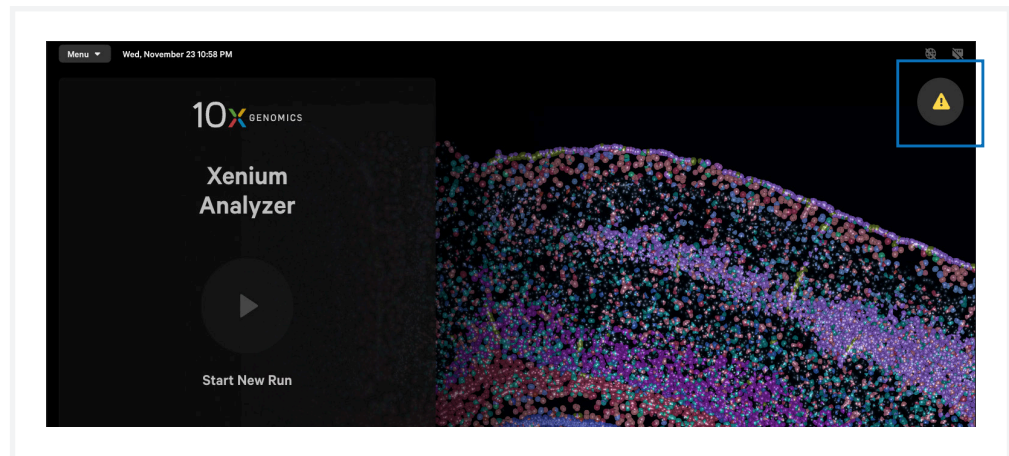 Menu
Wed, November 23 10:58 PM
10X GENOMICS
Xenium
Analyzer
Start New Run